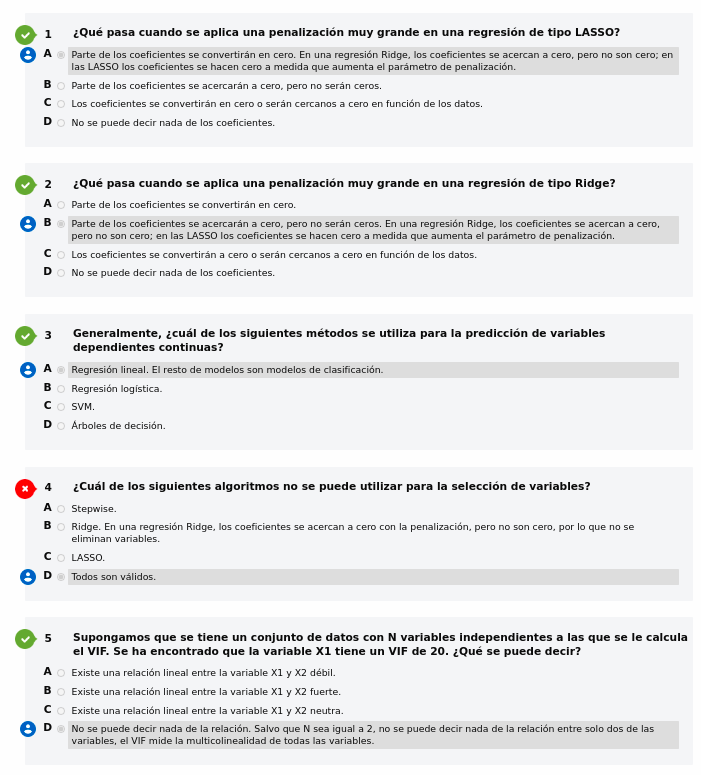 1 ¿Qué pasa cuando se aplica una penalización muy grande en una regresión de tipo LASSO?
A Parte de los coeficientes se convertirán en cero. En una regresión Ridge, los coeficientes se acercan a cero, pero no son cero; en
las LASSO los coeficientes se hacen cero a medida que aumenta el parámetro de penalización.
B Parte de los coeficientes se acercarán a cero, pero no serán ceros.
C Los coeficientes se convertirán en cero o serán cercanos a cero en función de los datos.
D No se puede decir nada de los coeficientes.
2 ¿Qué pasa cuando se aplica una penalización muy grande en una regresión de tipo Ridge?
A Parte de los coeficientes se convertirán en cero.
B Parte de los coeficientes se acercarán a cero, pero no serán ceros. En una regresión Ridge, los coeficientes se acercan a cero,
pero no son cero; en las LASSO los coeficientes se hacen cero a medida que aumenta el parámetro de penalización.
C Los coeficientes se convertirán a cero o serán cercanos a cero en función de los datos.
D No se puede decir nada de los coeficientes.
3 Generalmente, ¿cuál de los siguientes métodos se utiliza para la predicción de variables
dependientes continuas?
A Regresión lineal. El resto de modelos son modelos de clasificación.
B Regresión logística.
C SVM.
D Árboles de decisión.
4 ¿Cuál de los siguientes algoritmos no se puede utilizar para la selección de variables?
A Stepwise.
B Ridge. En una regresión Ridge, los coeficientes se acercan a cero con la penalización, pero no son cero, por lo que no se
eliminan variables.
C LASSO.
D Todos son válidos.
5 Supongamos que se tiene un conjunto de datos con N variables independientes a las que se le calcula
el VIF. Se ha encontrado que la variable X1 tiene un VIF de 20. ¿Qué se puede decir?
A Existe una relación lineal entre la variable X1 y X2 débil.
B Existe una relación lineal entre la variable X1 y X2 fuerte.
C Existe una relación lineal entre la variable X1 y X2 neutra.
D No se puede decir nada de la relación. Salvo que N sea igual a 2, no se puede decir nada de la relación entre solo dos de las
variables, el VIF mide la multicolinealidad de todas las variables.